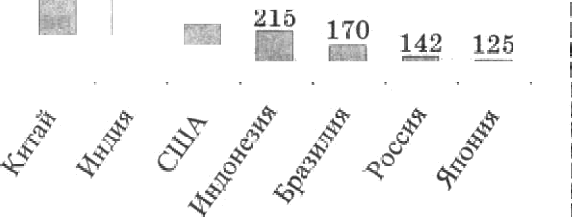 215
170
142
125
Китай
Индия
США
Индонезия
Бразилия
Россия
Япония